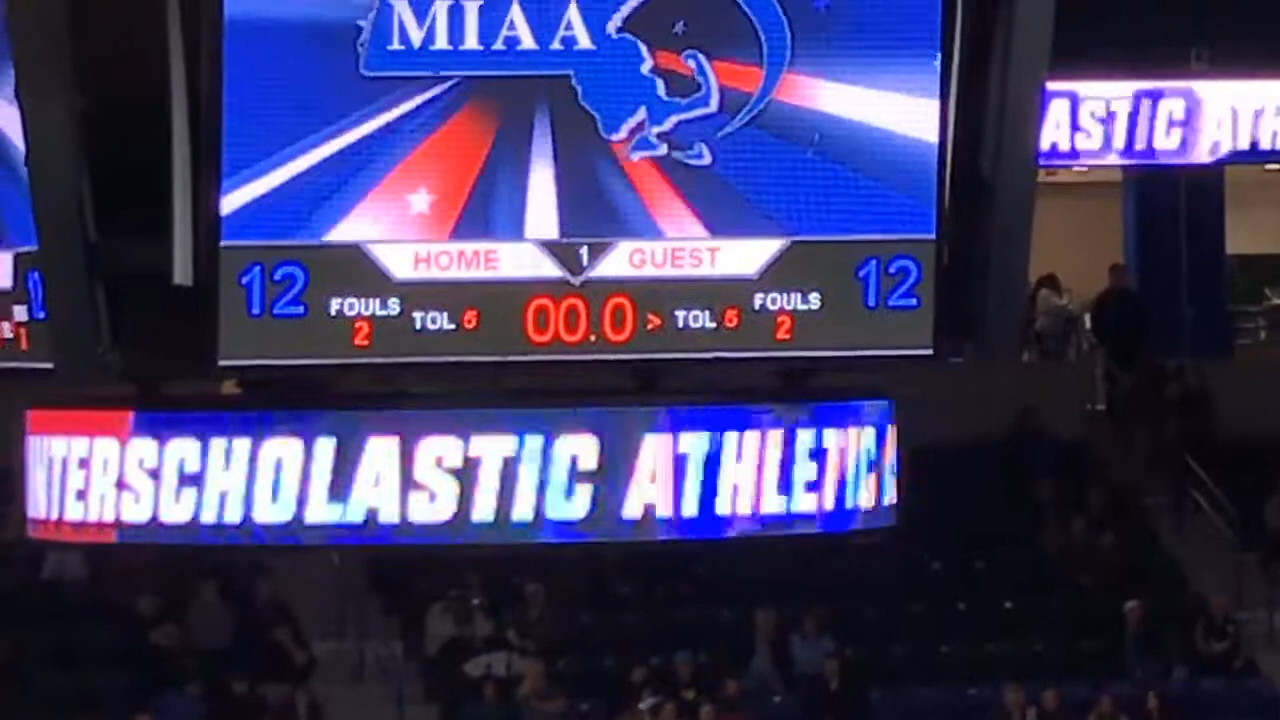 MIAA
ASTIC ATH
HOME 1 GUEST
12 12
FOULS TOL 5 00.0 > TOL 5 FOULS
2 2
NTERSCHOLASTIC ATHLETIC